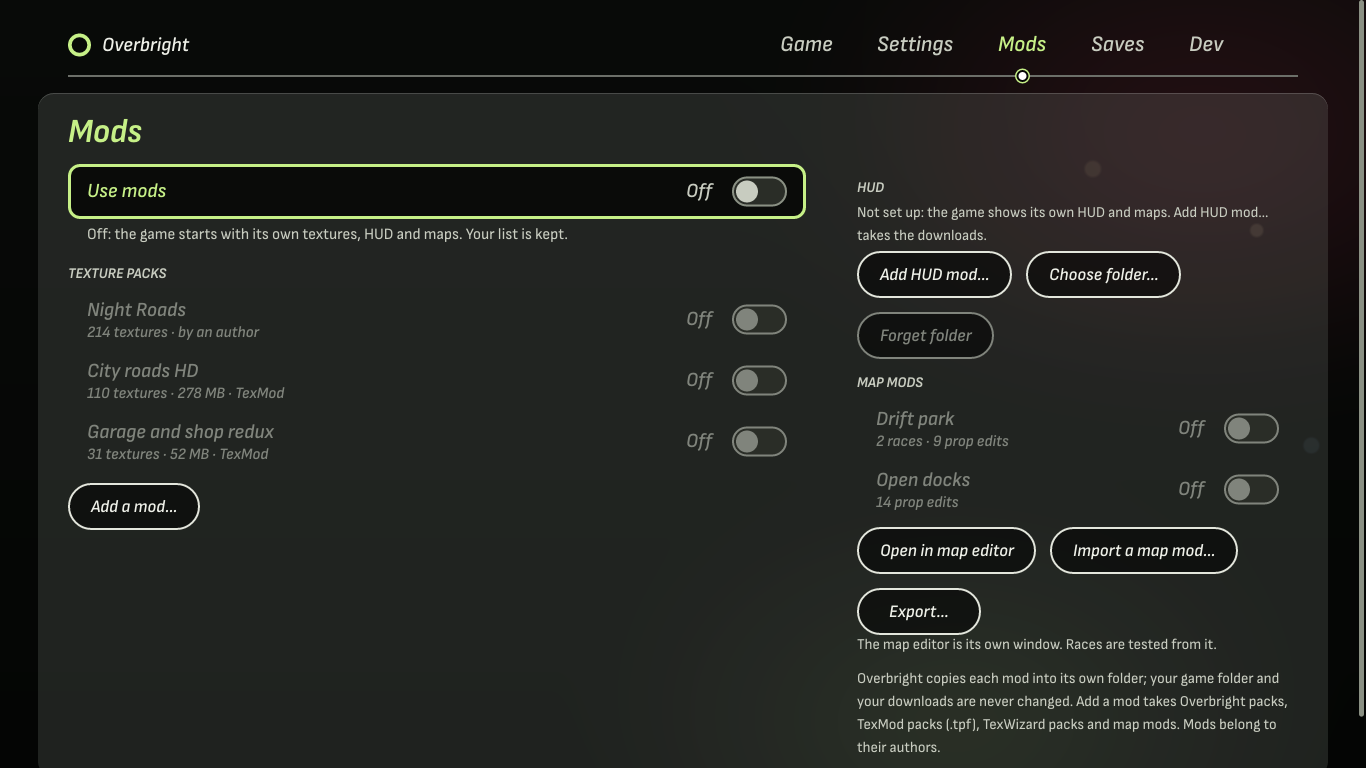 Overbright
Game
Settings
Mods
Saves
Dev
Mods
Use mods
Off
Off: the game starts with its own textures, HUD and maps. Your list is kept.
TEXTURE PACKS
Night Roads
214 textures · by an author
Off
City roads HD
110 textures · 278 MB · TexMod
Off
Garage and shop redux
31 textures · 52 MB · TexMod
Off
Add a mod...
HUD
Not set up: the game shows its own HUD and maps. Add HUD mod...
takes the downloads.
Add HUD mod...
Choose folder...
Forget folder
MAP MODS
Drift park
2 races · 9 prop edits
Off
Open docks
14 prop edits
Off
Open in map editor
Import a map mod...
Export...
The map editor is its own window. Races are tested from it.
Overbright copies each mod into its own folder; your game folder and
your downloads are never changed. Add a mod takes Overbright packs,
TexMod packs (.tpf), TexWizard packs and map mods. Mods belong to
their authors.